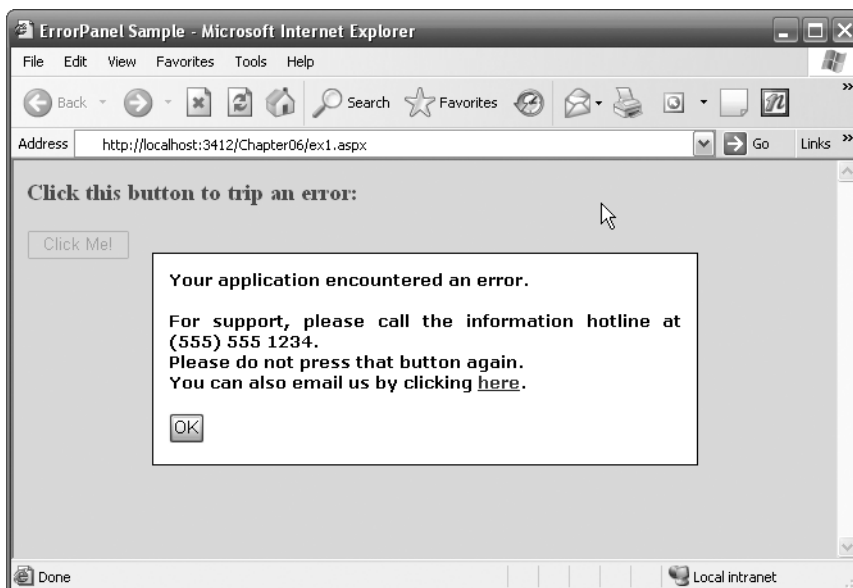 ErrorPanel Sample - Microsoft Internet Explorer
File Edit View Favorites Tools Help
Back Search Favorites
Address http://localhost:3412/Chapter06/ex1.aspx Go Links
Click this button to trip an error:
Click Me!
Your application encountered an error.
For support, please call the information hotline at
(555) 555 1234.
Please do not press that button again.
You can also email us by clicking here.
OK
Done Local intranet